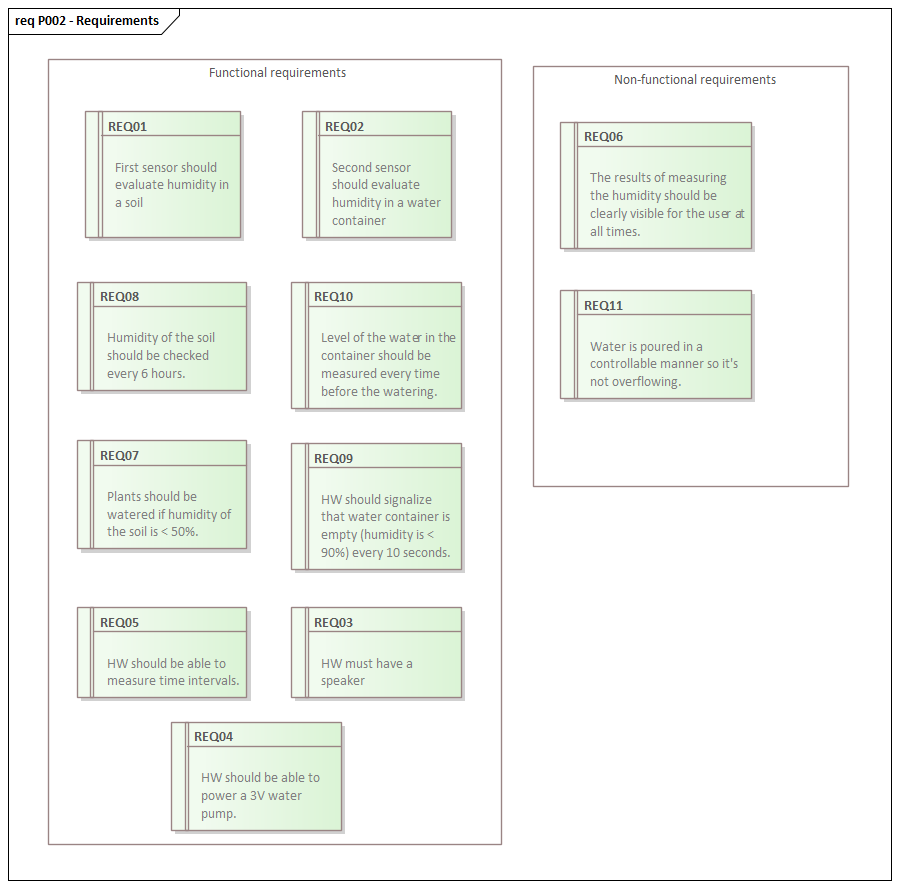 req P002 - Requirements
Functional requirements
REQ01
First sensor should
evaluate humidity in
a soil
REQ02
Second sensor
should evaluate
humidity in a water
container
REQ08
Humidity of the soil
should be checked
every 6 hours.
REQ10
Level of the water in the
container should be
measured every time
before the watering.
REQ07
Plants should be
watered if humidity of
the soil is < 50%.
REQ09
HW should signalize
that water container is
empty (humidity is <
90%) every 10 seconds.
REQ05
HW should be able to
measure time intervals.
REQ03
HW must have a
speaker
REQ04
HW should be able to
power a 3V water
pump.
Non-functional requirements
REQ06
The results of measuring
the humidity should be
clearly visible for the user at
all times.
REQ11
Water is poured in a
controllable manner so it's
not overflowing.